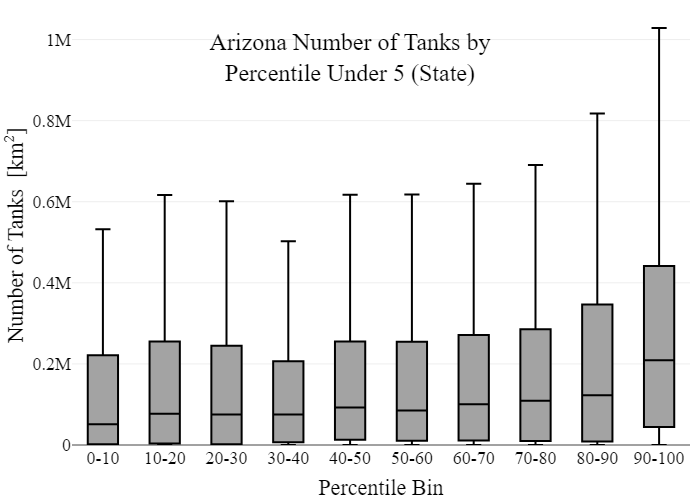 Arizona Number of Tanks by
Percentile Under 5 (State)
Number of Tanks [km²]
1M
0.8M
0.6M
0.4M
0.2M
0
0-10 10-20 20-30 30-40 40-50 50-60 60-70 70-80 80-90 90-100
Percentile Bin